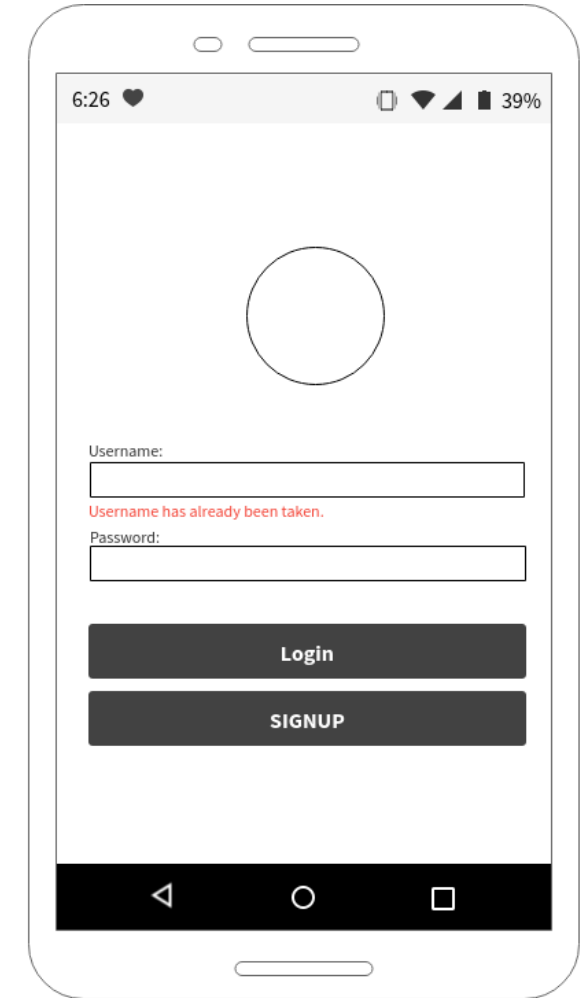 6:26 39%
Username:
Username has already been taken.
Password:
Login
SIGNUP